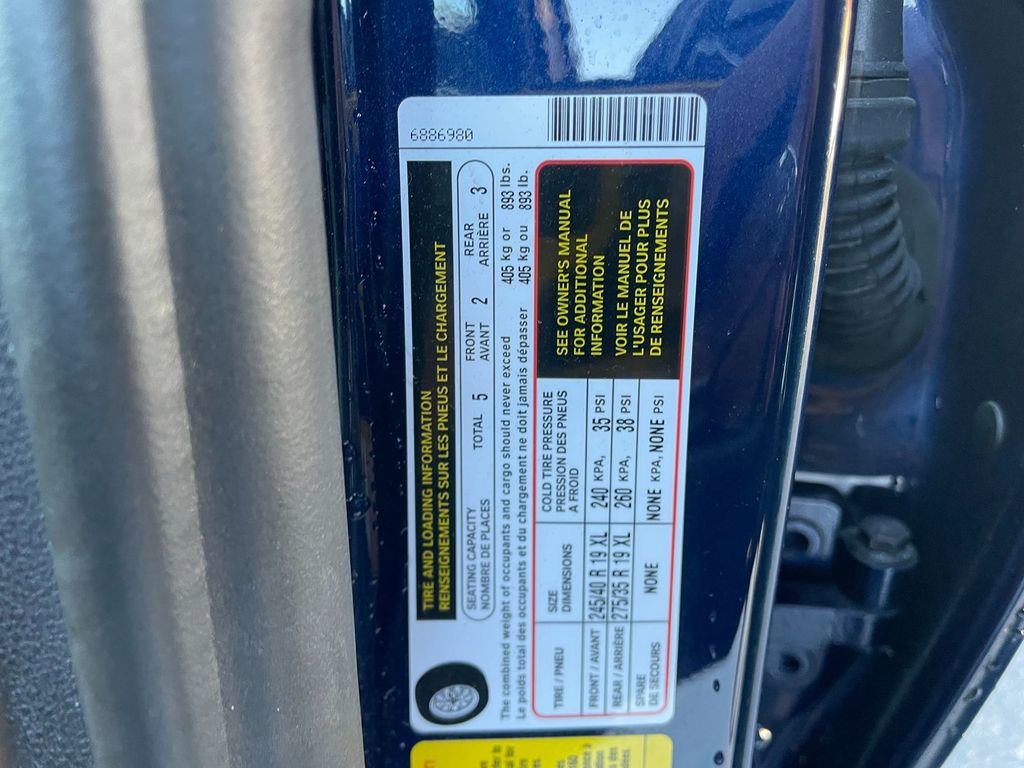 6886980
TIRE AND LOADING INFORMATION
RENSEIGNEMENTS SUR LES PNEUS ET LE CHARGEMENT
SEATING CAPACITY TOTAL 5 FRONT 2 REAR 3
NOMBRE DE PLACES AVANT ARRIÈRE
The combined weight of occupants and cargo should never exceed 405 kg or 893 lbs.
Le poids total des occupants et du chargement ne doit jamais dépasser 405 kg ou 893 lb.
TIRE / PNEU
SIZE
DIMENSIONS
COLD TIRE PRESSURE
PRESSION DES PNEUS
A FROID
FRONT / AVANT 245/40 R 19 XL 240 KPA, 35 PSI
REAR / ARRIÈRE 275/35 R 19 XL 260 KPA, 38 PSI
SPARE
DE SECOURS
NONE NONE KPA, NONE PSI
SEE OWNER'S MANUAL
FOR ADDITIONAL
INFORMATION
VOIR LE MANUEL DE
L'USAGER POUR PLUS
DE RENSEIGNEMENTS